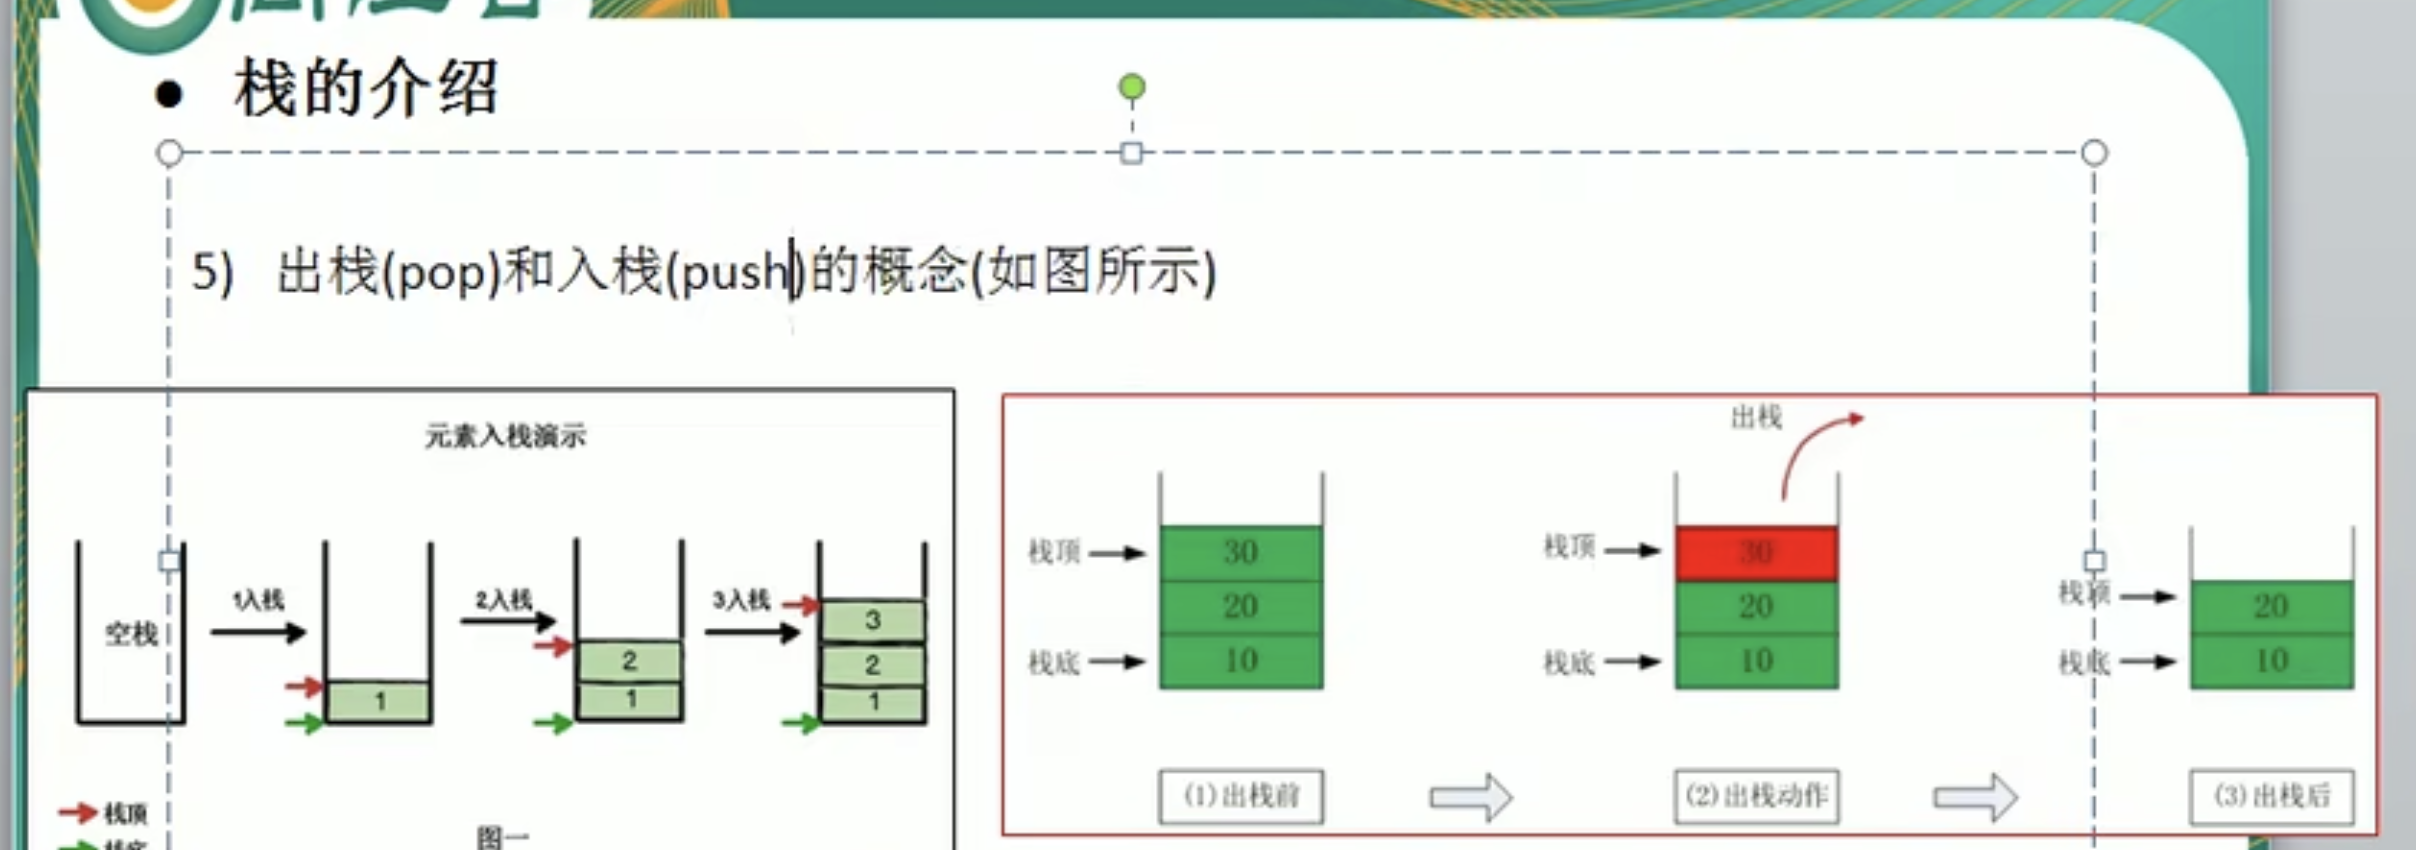 ● 栈的介绍
5) 出栈(pop)和入栈(push)的概念(如图所示)
元素入栈演示
空栈
1入栈
1
2入栈
2
1
3入栈
3
2
1
栈顶
栈底
图一
出栈
栈顶
30
20
栈底
10
栈顶
30
20
栈底
10
栈顶
20
栈底
10
(1)出栈前
(2)出栈动作
(3)出栈后